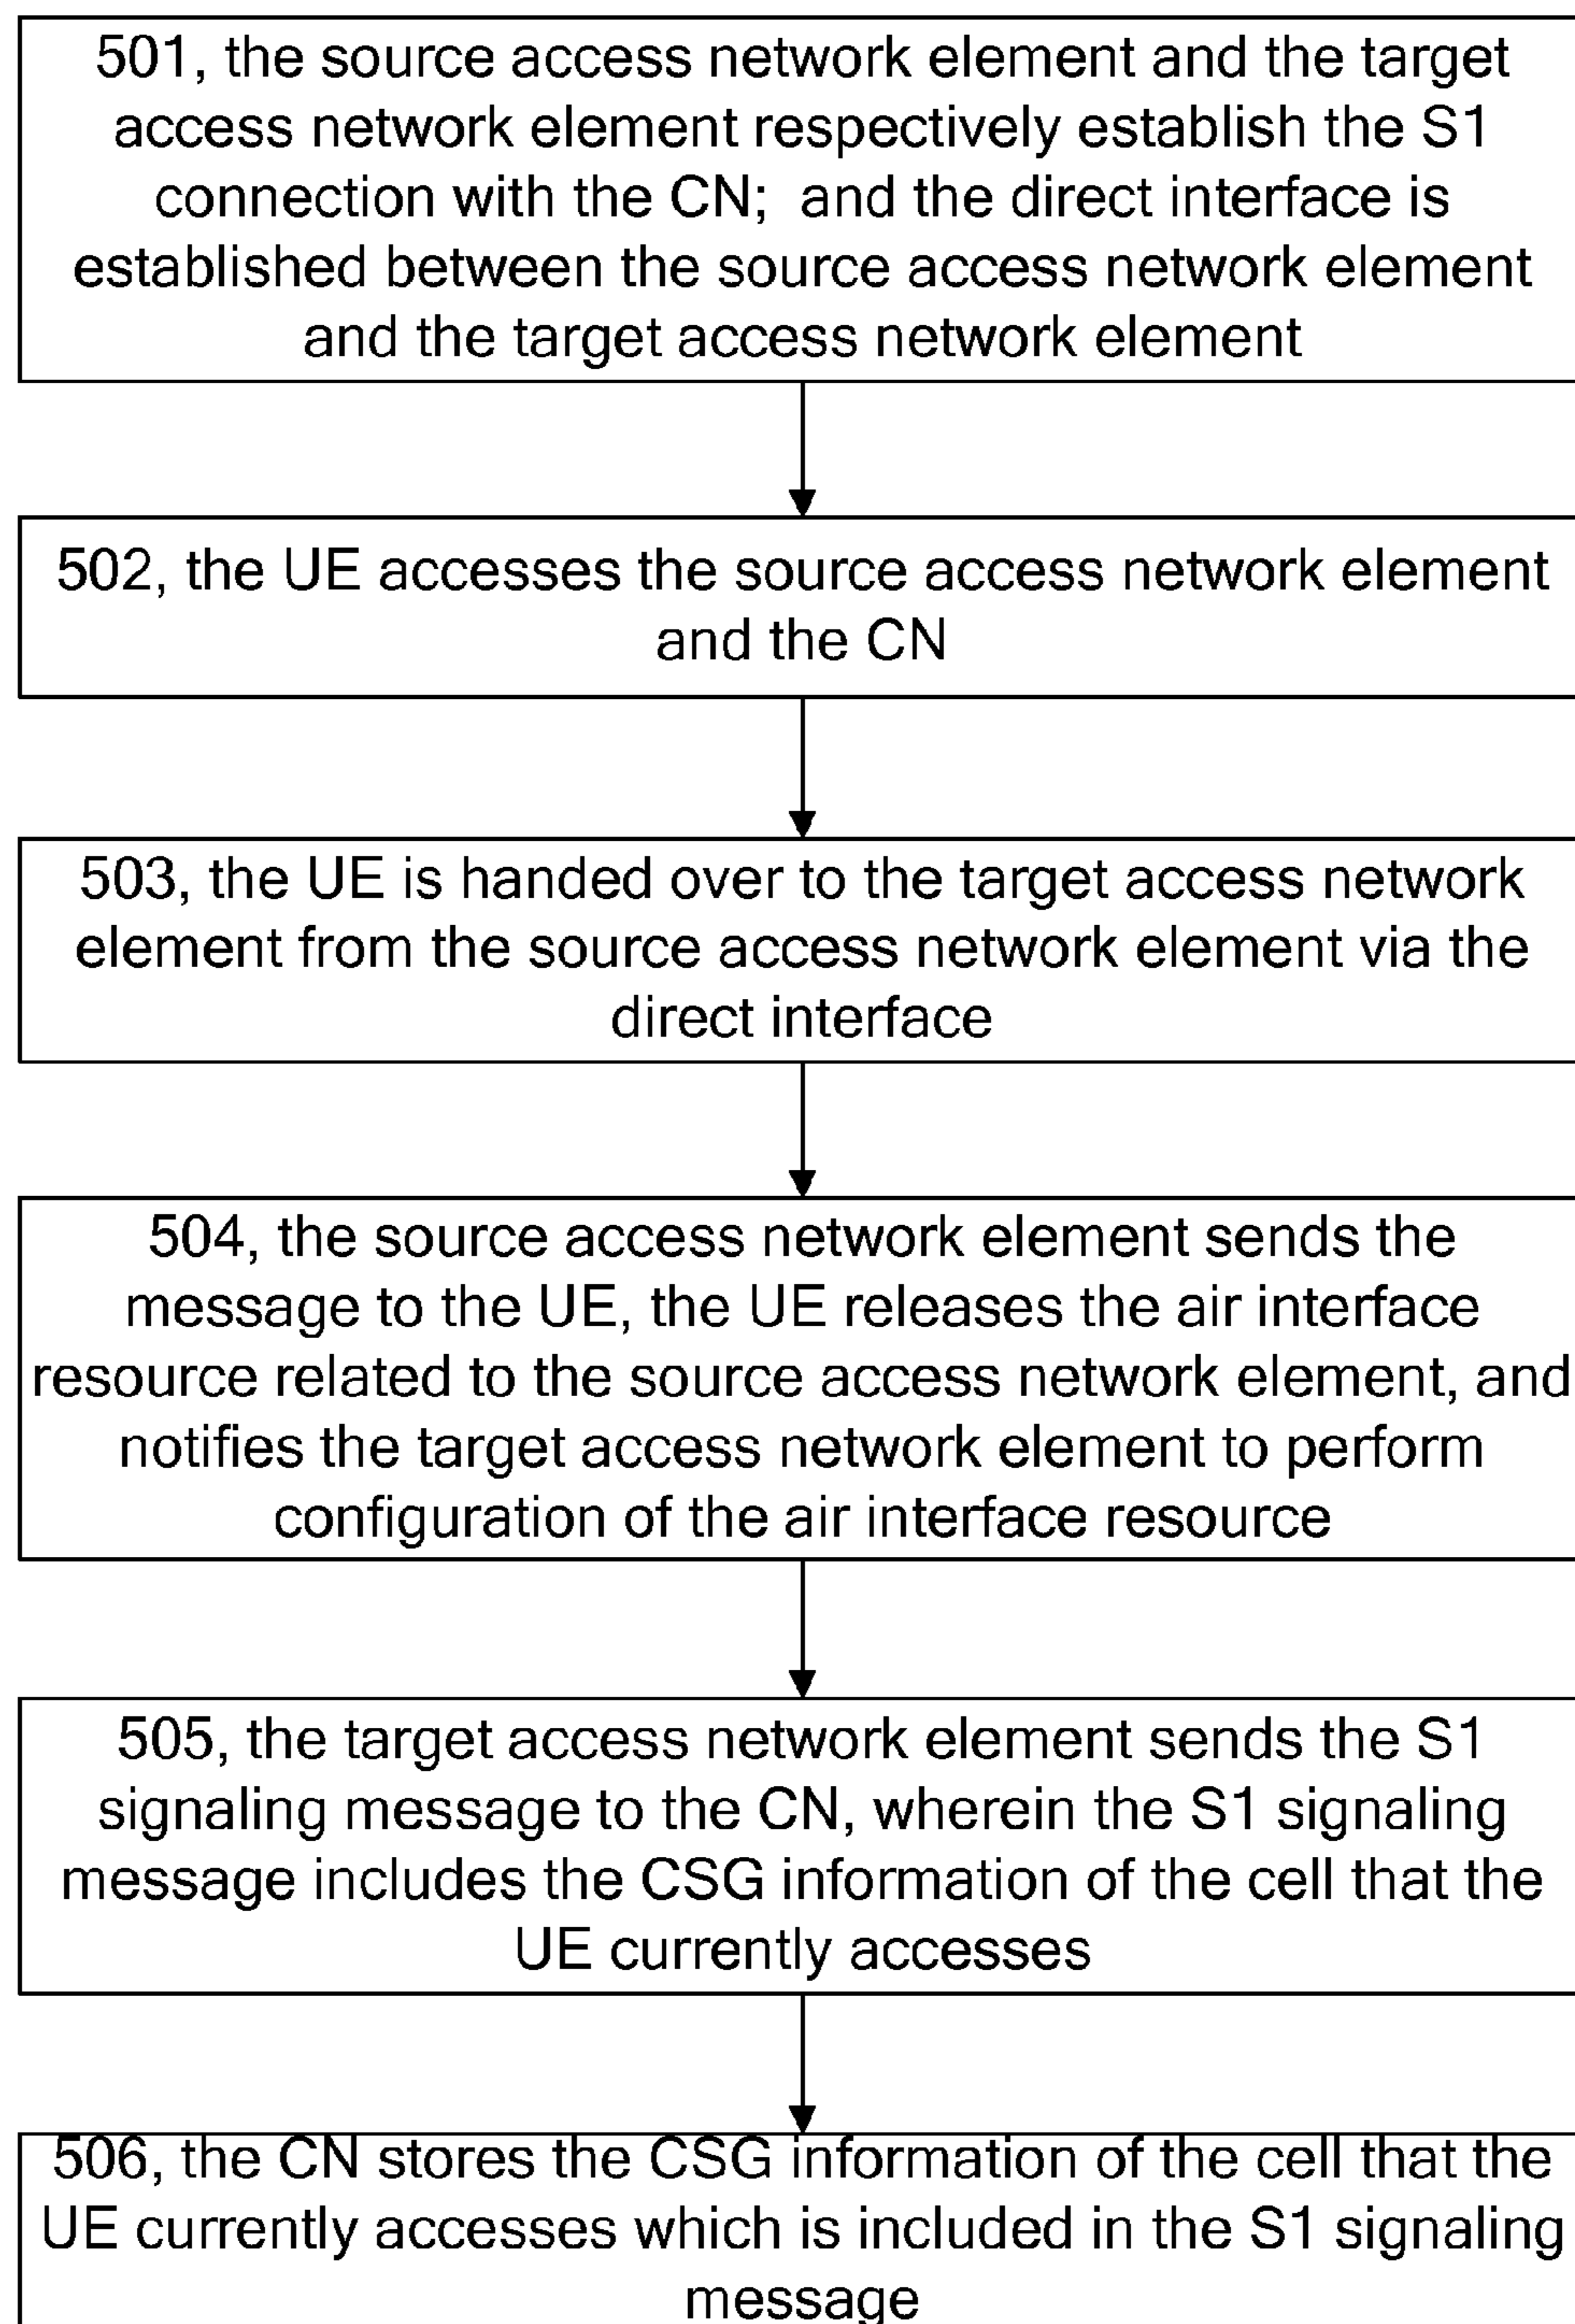 501, the source access network element and the target
access network element respectively establish the S1
connection with the CN; and the direct interface is
established between the source access network element
and the target access network element
502, the UE accesses the source access network element
and the CN
503, the UE is handed over to the target access network
element from the source access network element via the
direct interface
504, the source access network element sends the
message to the UE, the UE releases the air interface
resource related to the source access network element, and
notifies the target access network element to perform
configuration of the air interface resource
505, the target access network element sends the S1
signaling message to the CN, wherein the S1 signaling
message includes the CSG information of the cell that the
UE currently accesses
506, the CN stores the CSG information of the cell that the
UE currently accesses which is included in the S1 signaling
message